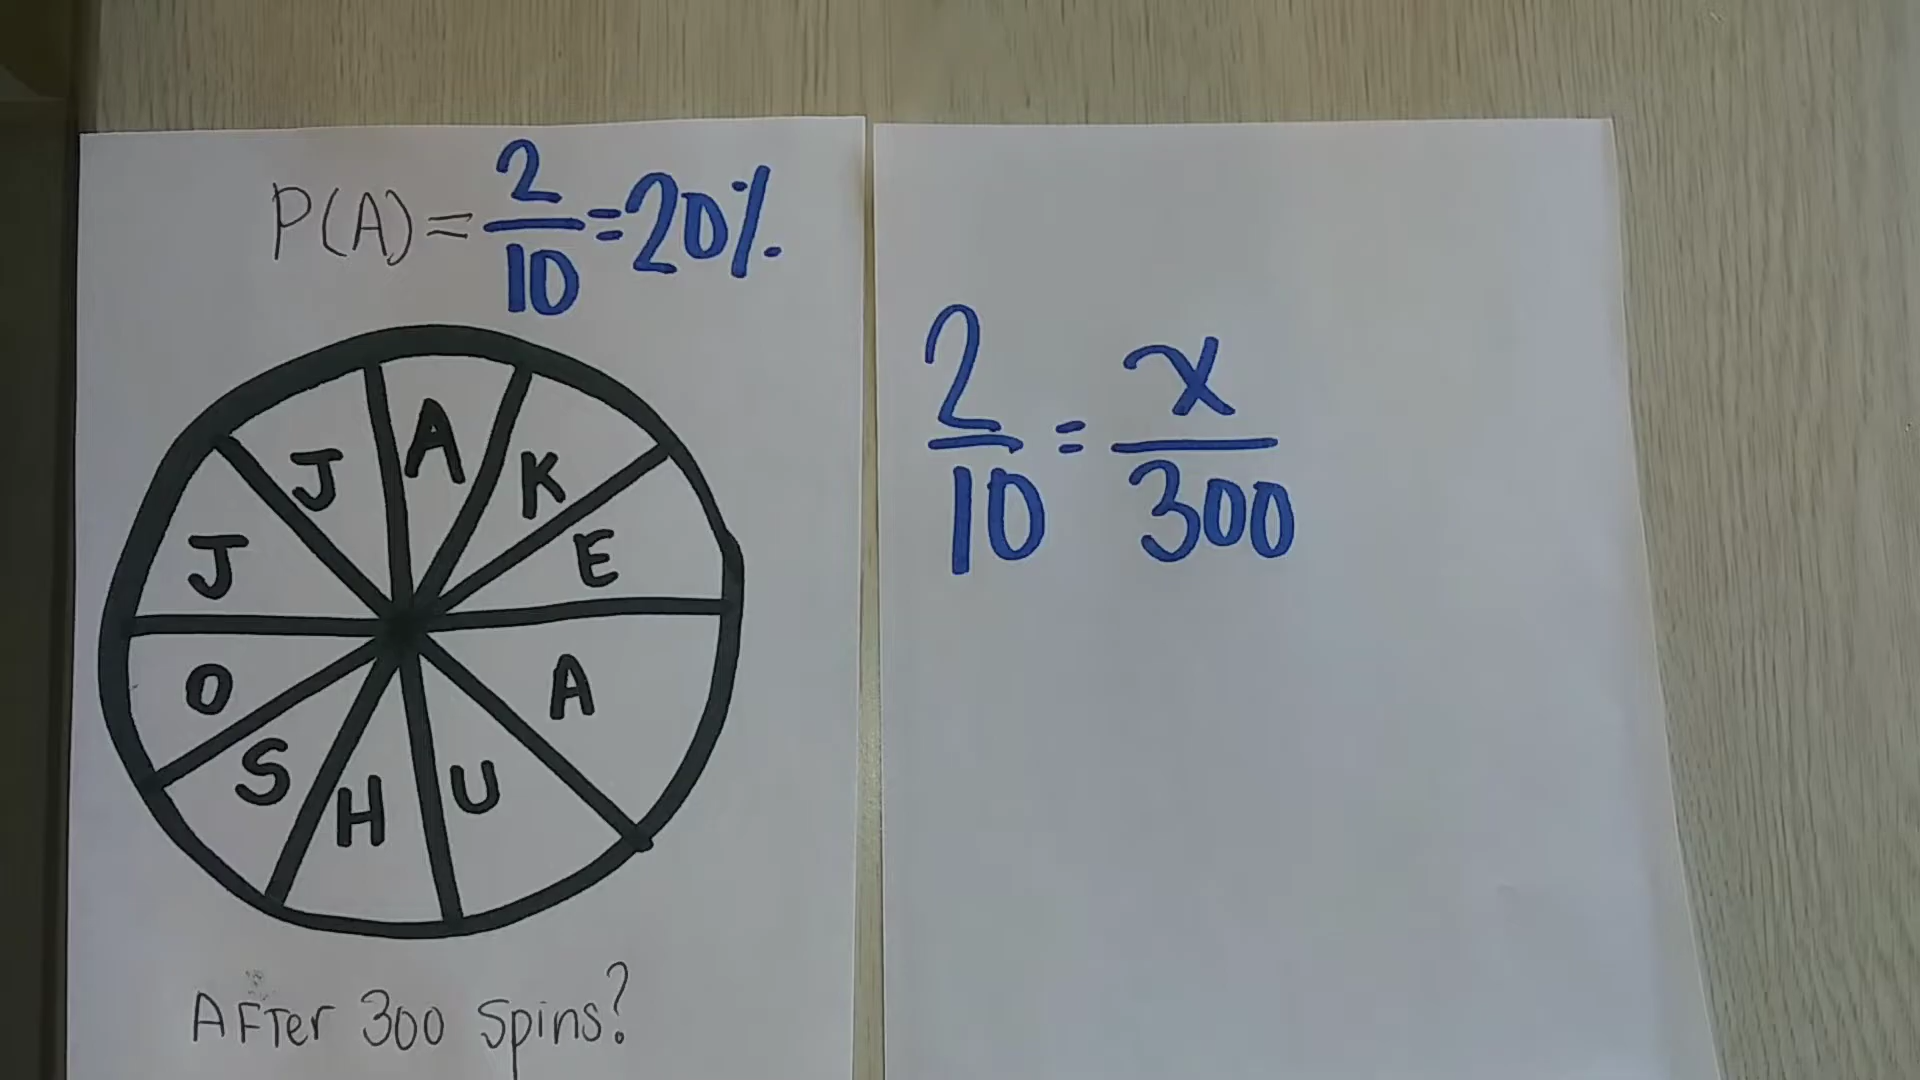 P(A) = 2/10 = 20%
J
A
K
E
A
U
H
S
O
J
After 300 spins?
2/10 = x/300